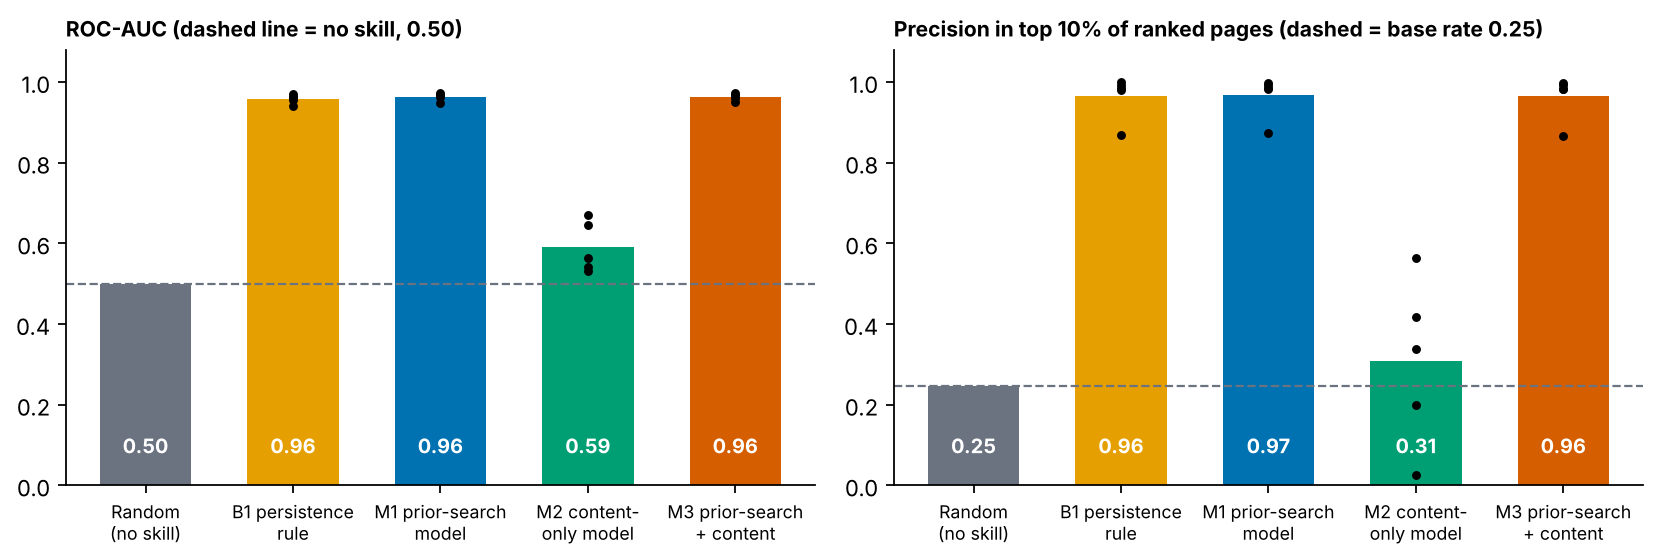 ROC-AUC (dashed line = no skill, 0.50)
1.0
0.8
0.6
0.4
0.2
0.0
0.50
0.96
0.96
0.59
0.96
Random
(no skill)
B1 persistence
rule
M1 prior-search
model
M2 content-
only model
M3 prior-search
+ content
Precision in top 10% of ranked pages (dashed = base rate 0.25)
1.0
0.8
0.6
0.4
0.2
0.0
0.25
0.96
0.97
0.31
0.96
Random
(no skill)
B1 persistence
rule
M1 prior-search
model
M2 content-
only model
M3 prior-search
+ content